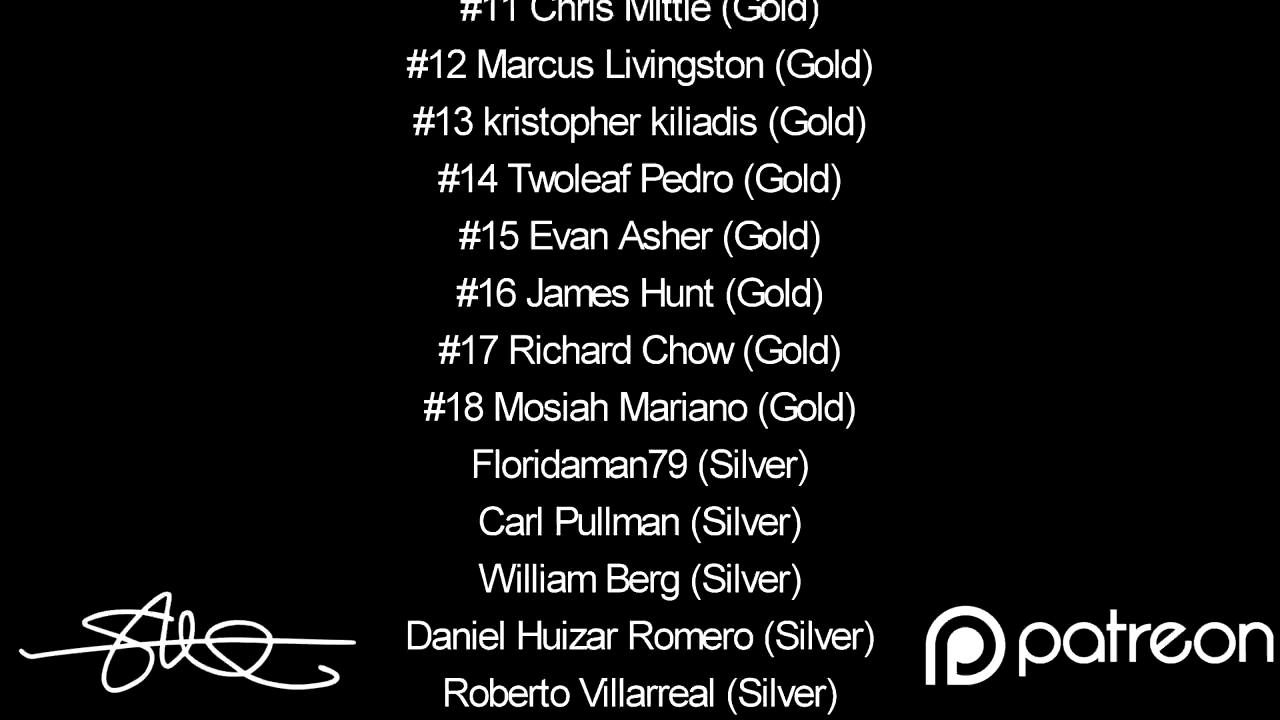 #11 Chris Mittle (Gold)
#12 Marcus Livingston (Gold)
#13 kristopher kiliadis (Gold)
#14 Twoleaf Pedro (Gold)
#15 Evan Asher (Gold)
#16 James Hunt (Gold)
#17 Richard Chow (Gold)
#18 Mosiah Mariano (Gold)
Floridaman79 (Silver)
Carl Pullman (Silver)
William Berg (Silver)
Daniel Huizar Romero (Silver)
patreon
Roberto Villarreal (Silver)